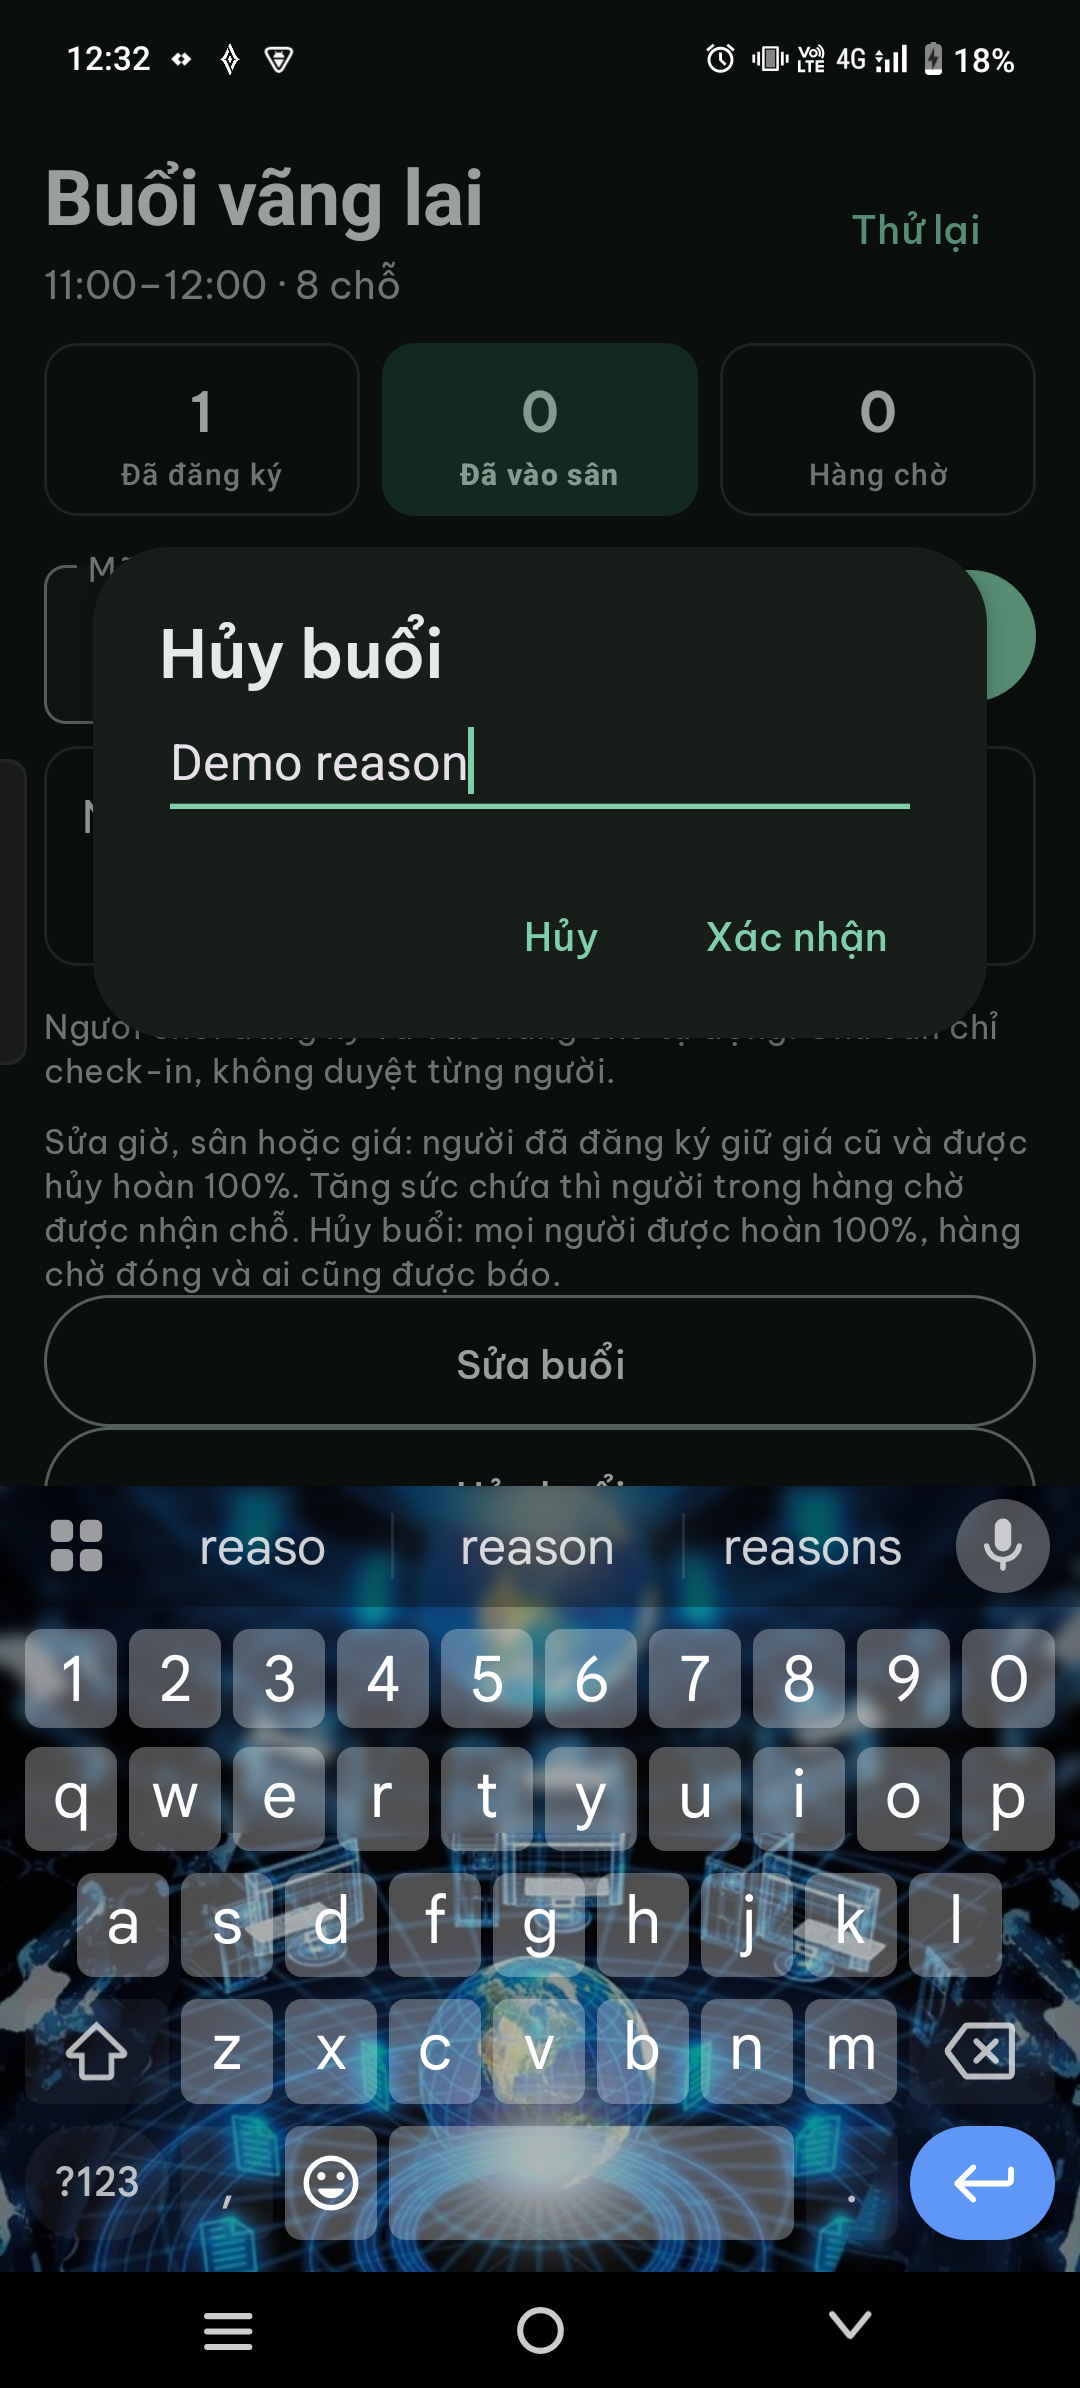 12:32
VoLTE 4G 18%
Buổi vãng lai
Thử lại
11:00–12:00 · 8 chỗ
1
Đã đăng ký
0
Đã vào sân
0
Hàng chờ
Hủy buổi
Demo reason
Hủy
Xác nhận
chỉ
check-in, không duyệt từng người.
Sửa giờ, sân hoặc giá: người đã đăng ký giữ giá cũ và được
hủy hoàn 100%. Tăng sức chứa thì người trong hàng chờ
được nhận chỗ. Hủy buổi: mọi người được hoàn 100%, hàng
chờ đóng và ai cũng được báo.
Sửa buổi
reaso reason reasons
1 2 3 4 5 6 7 8 9 0
q w e r t y u i o p
a s d f g h j k l
z x c v b n m
?123 , .